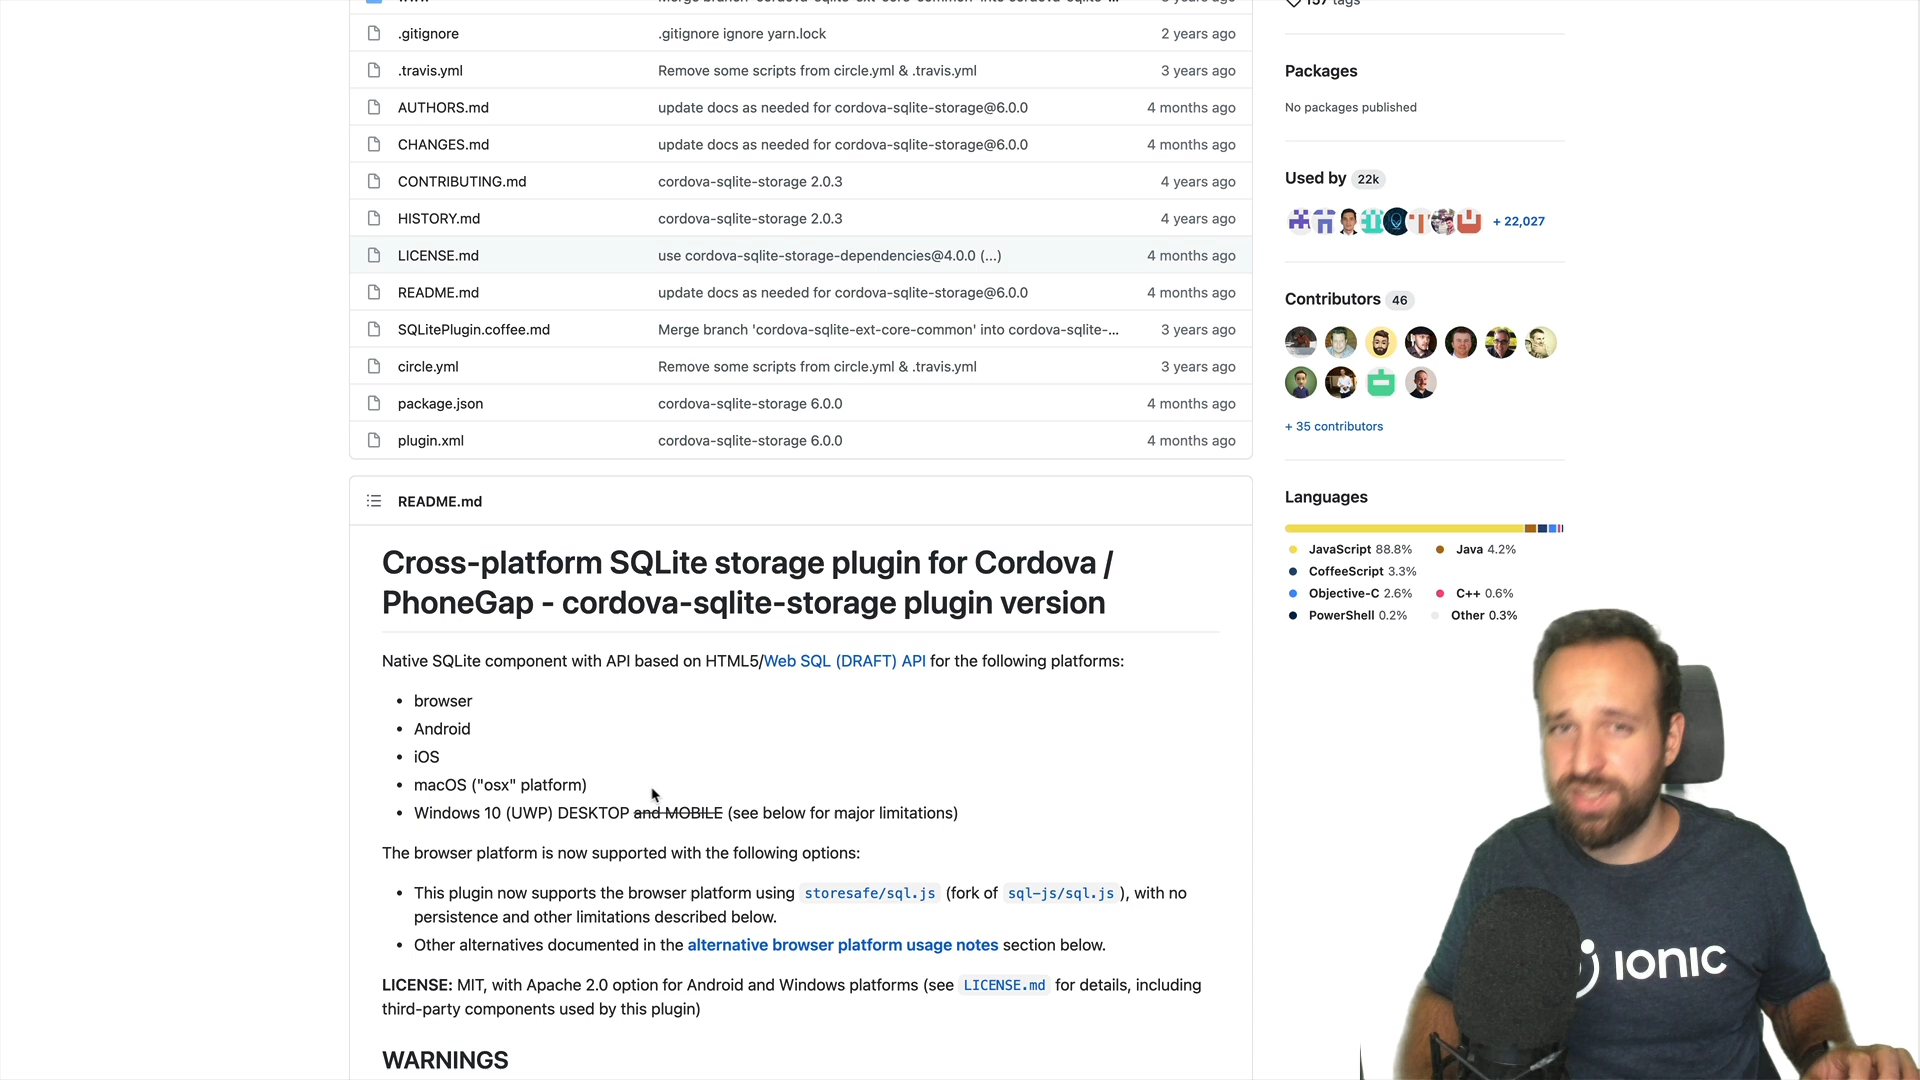 157 tags
.gitignore .gitignore ignore yarn.lock 2 years ago
.travis.yml Remove some scripts from circle.yml & .travis.yml 3 years ago
AUTHORS.md update docs as needed for cordova-sqlite-storage@6.0.0 4 months ago
CHANGES.md update docs as needed for cordova-sqlite-storage@6.0.0 4 months ago
CONTRIBUTING.md cordova-sqlite-storage 2.0.3 4 years ago
HISTORY.md cordova-sqlite-storage 2.0.3 4 years ago
LICENSE.md use cordova-sqlite-storage-dependencies@4.0.0 (...) 4 months ago
README.md update docs as needed for cordova-sqlite-storage@6.0.0 4 months ago
SQLitePlugin.coffee.md Merge branch 'cordova-sqlite-ext-core-common' into cordova-sqlite-... 3 years ago
circle.yml Remove some scripts from circle.yml & .travis.yml 3 years ago
package.json cordova-sqlite-storage 6.0.0 4 months ago
plugin.xml cordova-sqlite-storage 6.0.0 4 months ago
README.md
Cross-platform SQLite storage plugin for Cordova /
PhoneGap - cordova-sqlite-storage plugin version
Native SQLite component with API based on HTML5/Web SQL (DRAFT) API for the following platforms:
• browser
• Android
• iOS
• macOS ("osx" platform)
• Windows 10 (UWP) DESKTOP and MOBILE (see below for major limitations)
The browser platform is now supported with the following options:
• This plugin now supports the browser platform using storesafe/sql.js (fork of sql-js/sql.js), with no
persistence and other limitations described below.
• Other alternatives documented in the alternative browser platform usage notes section below.
LICENSE: MIT, with Apache 2.0 option for Android and Windows platforms (see LICENSE.md for details, including
third-party components used by this plugin)
WARNINGS
Packages
No packages published
Used by 22k
+ 22,027
Contributors 46
+ 35 contributors
Languages
JavaScript 88.8% Java 4.2%
CoffeeScript 3.3%
Objective-C 2.6% C++ 0.6%
PowerShell 0.2% Other 0.3%
IONIC